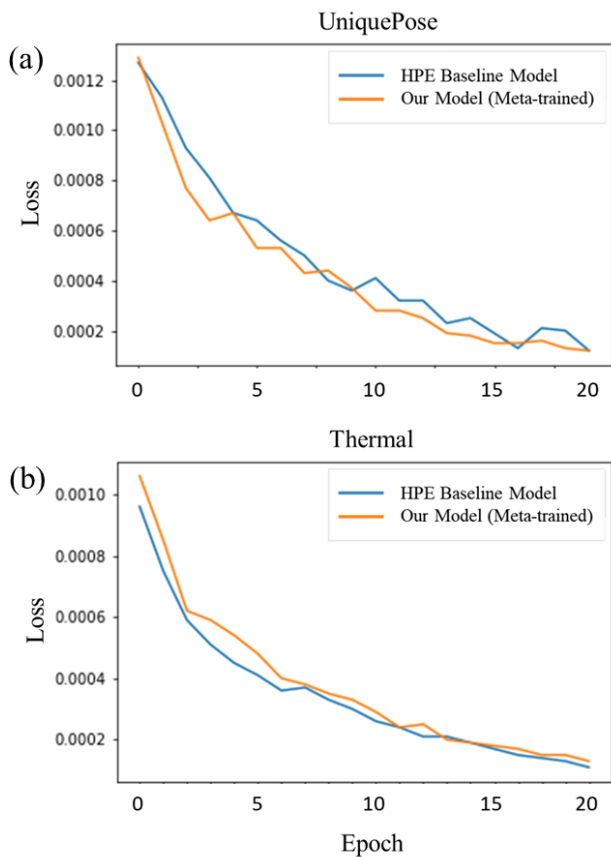 UniquePose
(a)
HPE Baseline Model
Our Model (Meta-trained)
Loss
0.0012
0.0010
0.0008
0.0006
0.0004
0.0002
0 5 10 15 20
Thermal
(b)
HPE Baseline Model
Our Model (Meta-trained)
Loss
0.0010
0.0008
0.0006
0.0004
0.0002
0 5 10 15 20
Epoch